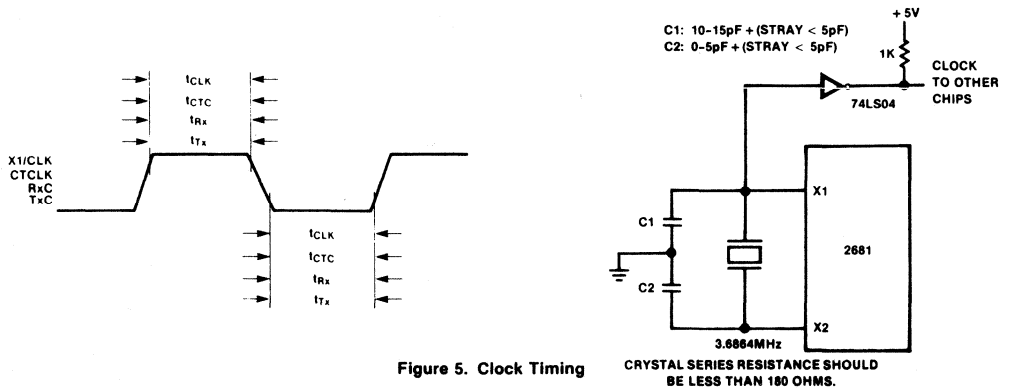 tCLK
tCTC
tRx
tTx
X1/CLK
CTCLK
RxC
TxC
tCLK
tCTC
tRx
tTx
C1: 10-15pF + (STRAY < 5pF)
C2: 0-5pF + (STRAY < 5pF)
+ 5V
1K
CLOCK
TO OTHER
CHIPS
74LS04
X1
C1
2681
C2
X2
3.6864MHz
CRYSTAL SERIES RESISTANCE SHOULD
BE LESS THAN 180 OHMS.
Figure 5. Clock Timing